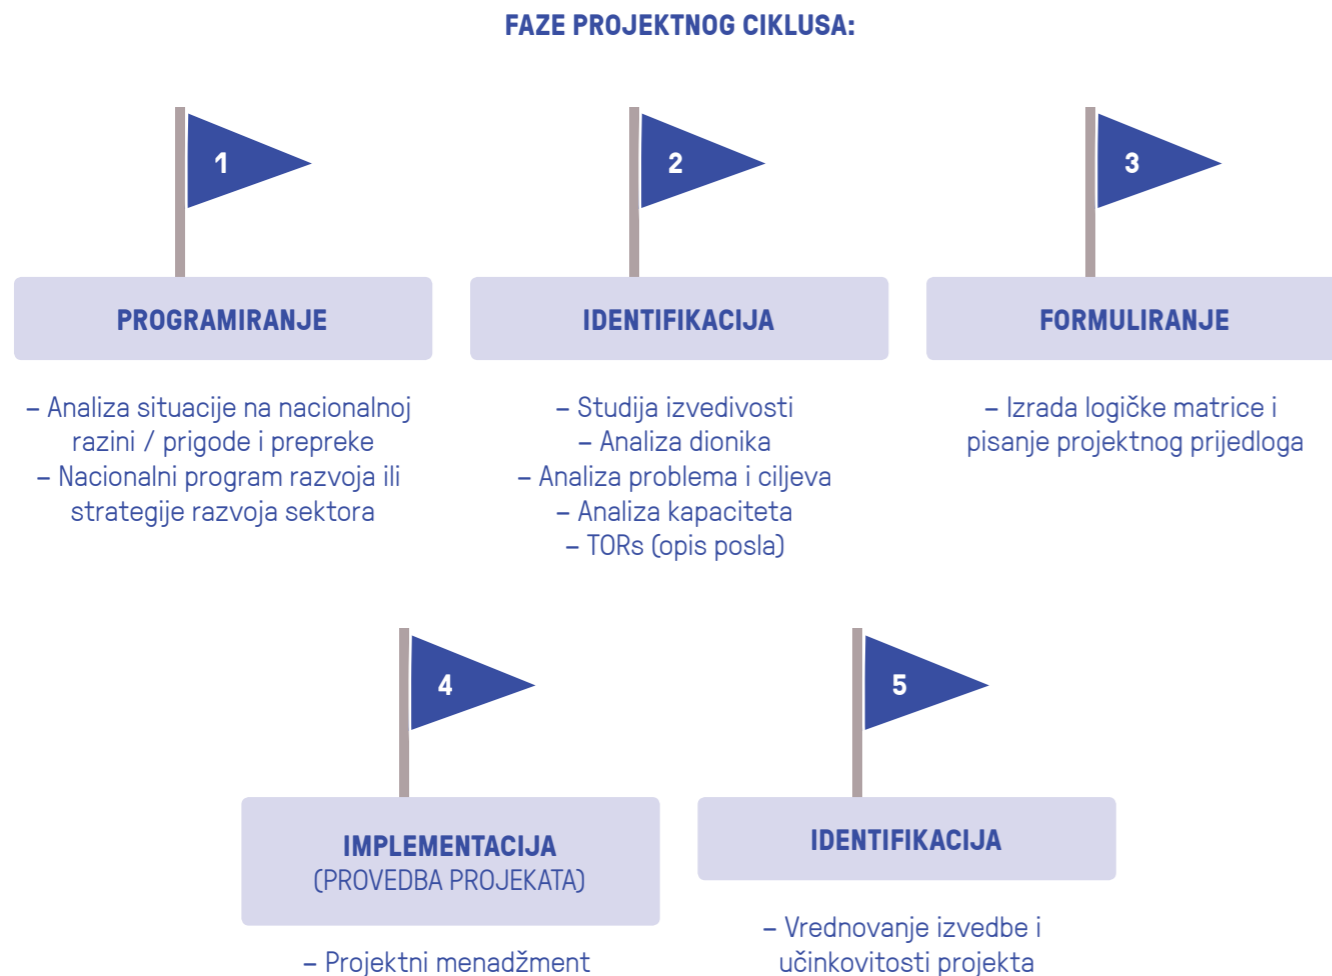 FAZE PROJEKTNOG CIKLUSA:
1
PROGRAMIRANJE
– Analiza situacije na nacionalnoj
razini / prigode i prepreke
– Nacionalni program razvoja ili
strategije razvoja sektora
2
IDENTIFIKACIJA
– Studija izvedivosti
– Analiza dionika
– Analiza problema i ciljeva
– Analiza kapaciteta
– TORs (opis posla)
3
FORMULIRANJE
– Izrada logičke matrice i
pisanje projektnog prijedloga
4
IMPLEMENTACIJA
(PROVEDBA PROJEKATA)
– Projektni menadžment
5
IDENTIFIKACIJA
– Vrednovanje izvedbe i
učinkovitosti projekta